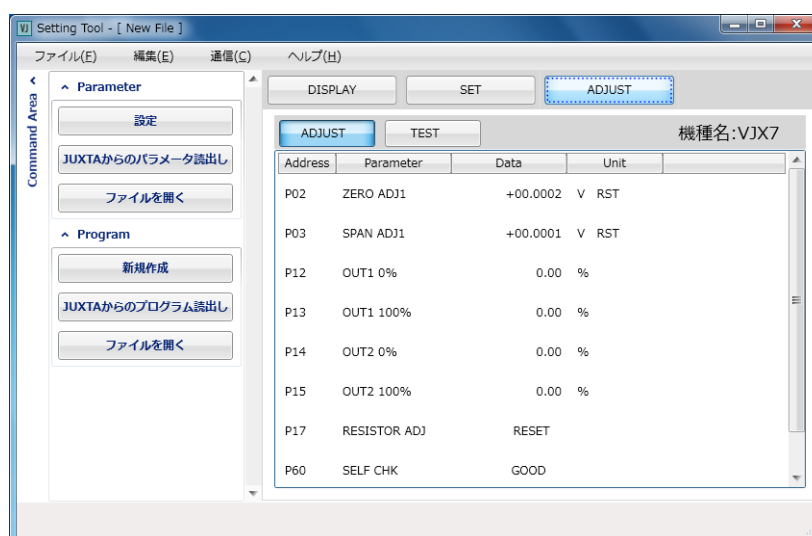 VJ Setting Tool - [ New File ]
ファイル(F) 編集(E) 通信(C) ヘルプ(H)
Command Area
Parameter
設定
JUXTAからのパラメータ読出し
ファイルを開く
Program
新規作成
JUXTAからのプログラム読出し
ファイルを開く
DISPLAY SET ADJUST
ADJUST TEST 機種名:VJX7
Address Parameter Data Unit
P02 ZERO ADJ1 +00.0002 V RST
P03 SPAN ADJ1 +00.0001 V RST
P12 OUT1 0% 0.00 %
P13 OUT1 100% 0.00 %
P14 OUT2 0% 0.00 %
P15 OUT2 100% 0.00 %
P17 RESISTOR ADJ RESET
P60 SELF CHK GOOD